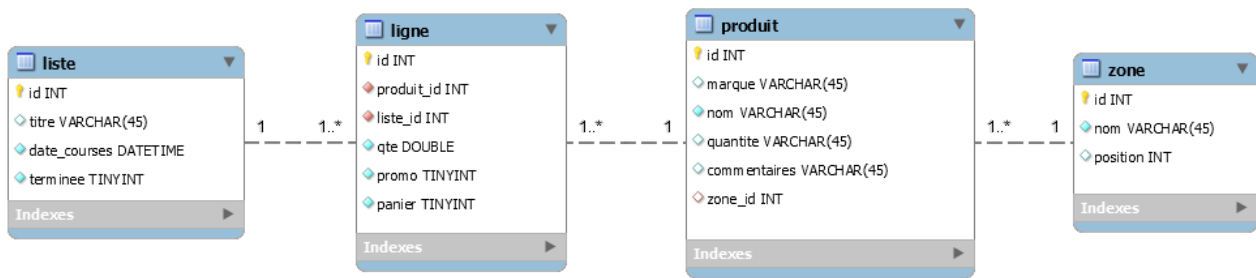 liste
id INT
titre VARCHAR(45)
date_courses DATETIME
terminee TINYINT
Indexes
1
1..*
ligne
id INT
produit_id INT
liste_id INT
qte DOUBLE
promo TINYINT
panier TINYINT
Indexes
1..*
1
produit
id INT
marque VARCHAR(45)
nom VARCHAR(45)
quantite VARCHAR(45)
commentaires VARCHAR(45)
zone_id INT
Indexes
1..*
1
zone
id INT
nom VARCHAR(45)
position INT
Indexes